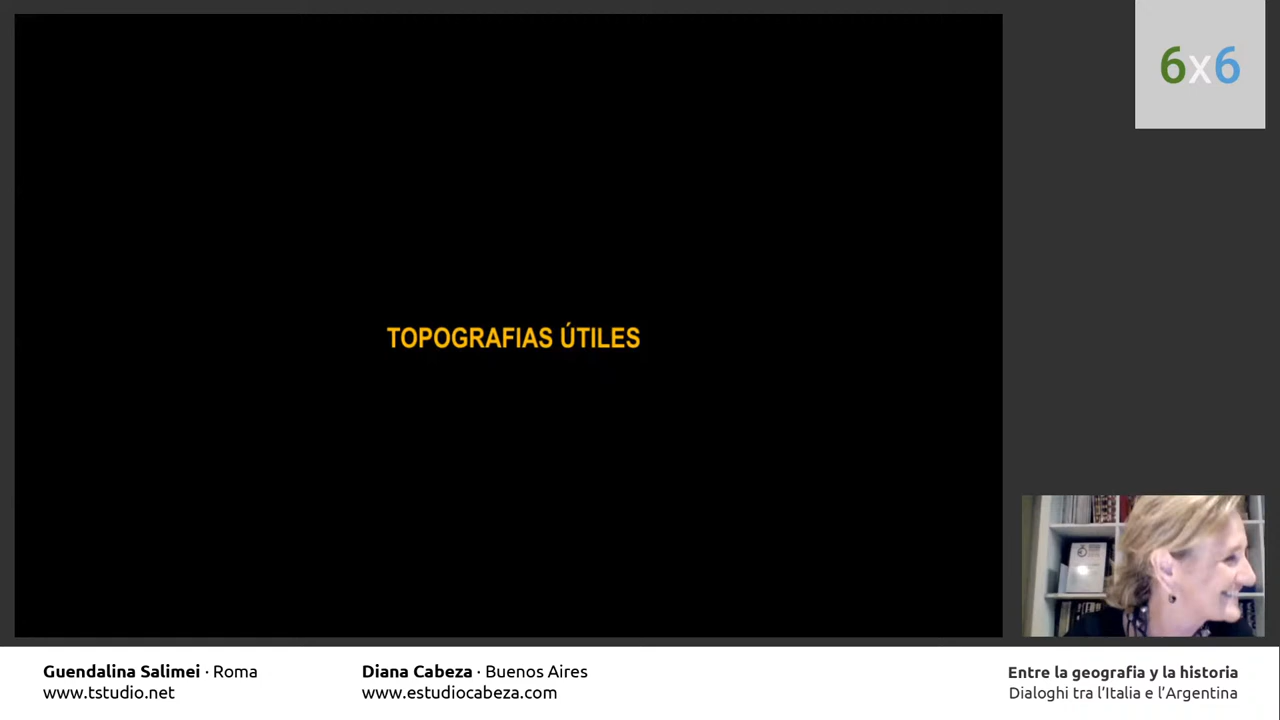 6x6
TOPOGRAFIAS ÚTILES
Guendalina Salimei · Roma
www.tstudio.net
Diana Cabeza · Buenos Aires
www.estudiocabeza.com
Entre la geografia y la historia
Dialoghi tra l'Italia e l'Argentina